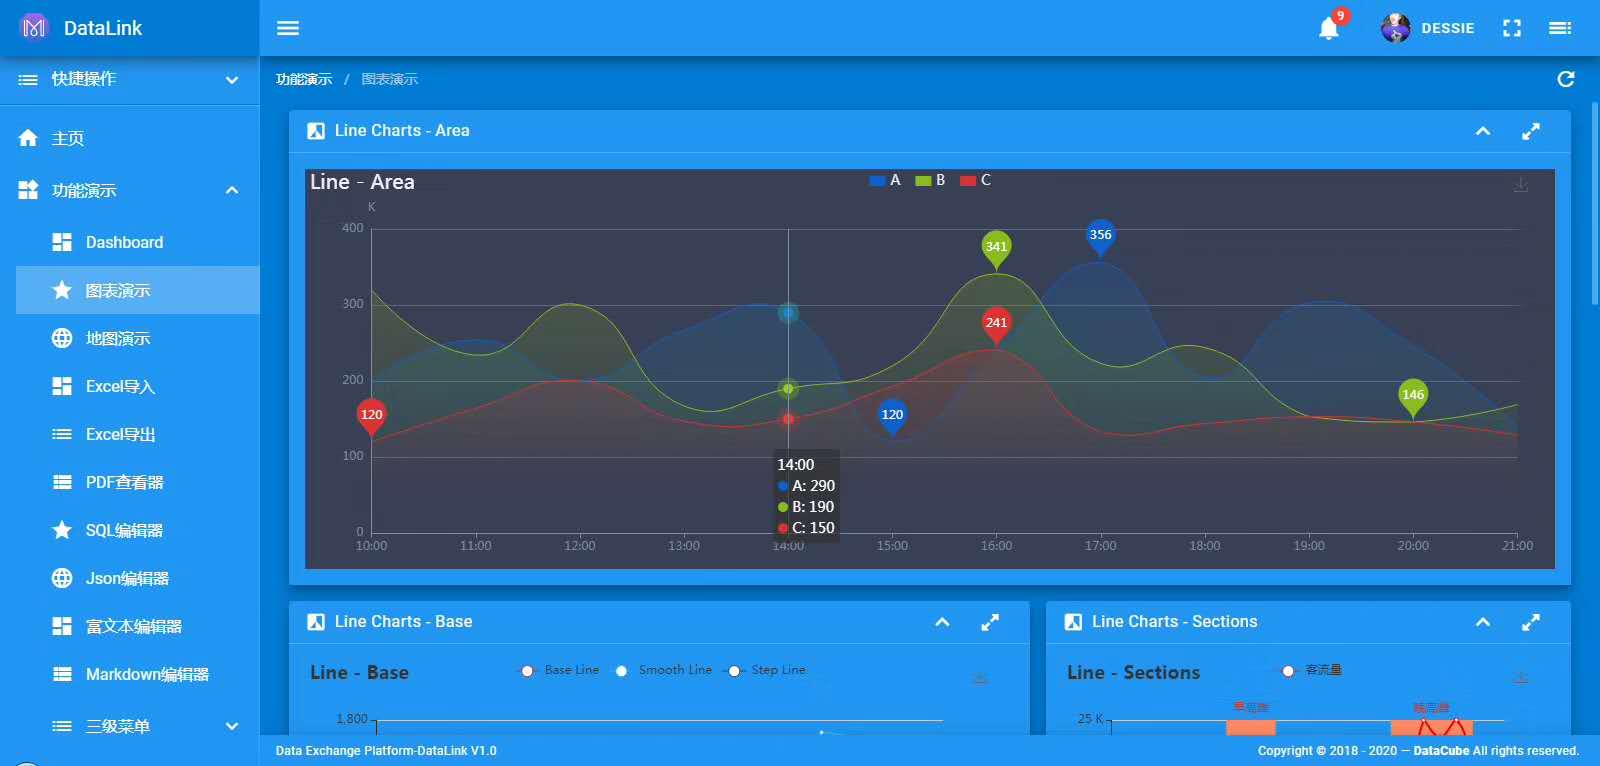 DataLink
9
DESSIE
快捷操作
主页
功能演示
Dashboard
图表演示
地图演示
Excel导入
Excel导出
PDF查看器
SQL编辑器
Json编辑器
富文本编辑器
Markdown编辑器
三级菜单
功能演示 / 图表演示
Line Charts - Area
Line - Area
A B C
K
400
300
200
100
0
10:00 11:00 12:00 13:00 14:00 15:00 16:00 17:00 18:00 19:00 20:00 21:00
120
120
341
241
356
146
14:00
A: 290
B: 190
C: 150
Line Charts - Base
Line - Base
Base Line Smooth Line Step Line
1,800
Line Charts - Sections
Line - Sections
客流量
早高峰 晚高峰
25 K
Data Exchange Platform-DataLink V1.0
Copyright © 2018 - 2020 — DataCube All rights reserved.